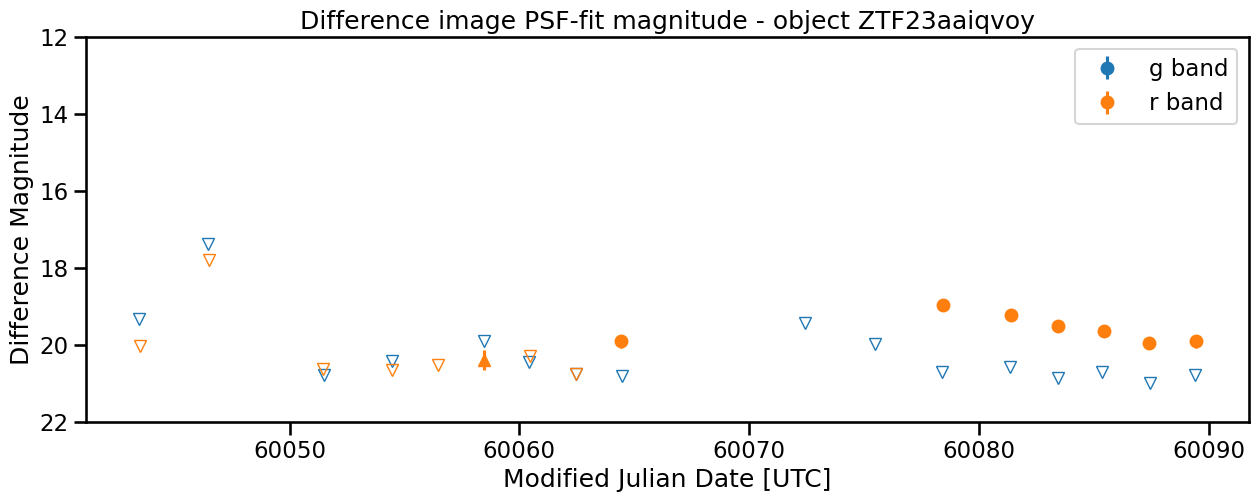 Difference image PSF-fit magnitude - object ZTF23aaiqvoy
12
14
16
18
20
22
Difference Magnitude
g band
r band
60050
60060
60070
60080
60090
Modified Julian Date [UTC]